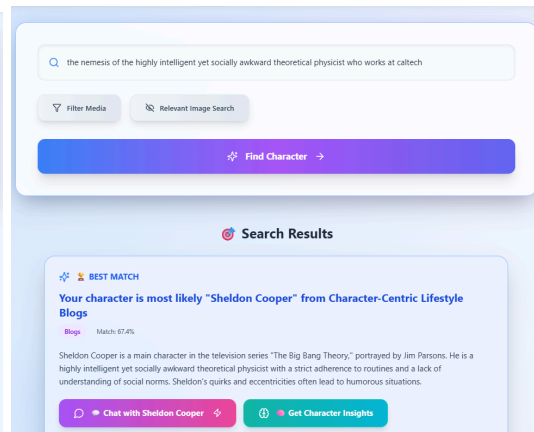 the nemesis of the highly intelligent yet socially awkward theoretical physicist who works at caltech
Filter Media
Relevant Image Search
Find Character →
🎯 Search Results
BEST MATCH
Your character is most likely "Sheldon Cooper" from Character-Centric Lifestyle
Blogs
Blogs Match: 67.4%
Sheldon Cooper is a main character in the television series "The Big Bang Theory," portrayed by Jim Parsons. He is a
highly intelligent yet socially awkward theoretical physicist with a strict adherence to routines and a lack of
understanding of social norms. Sheldon's quirks and eccentricities often lead to humorous situations.
Chat with Sheldon Cooper
Get Character Insights